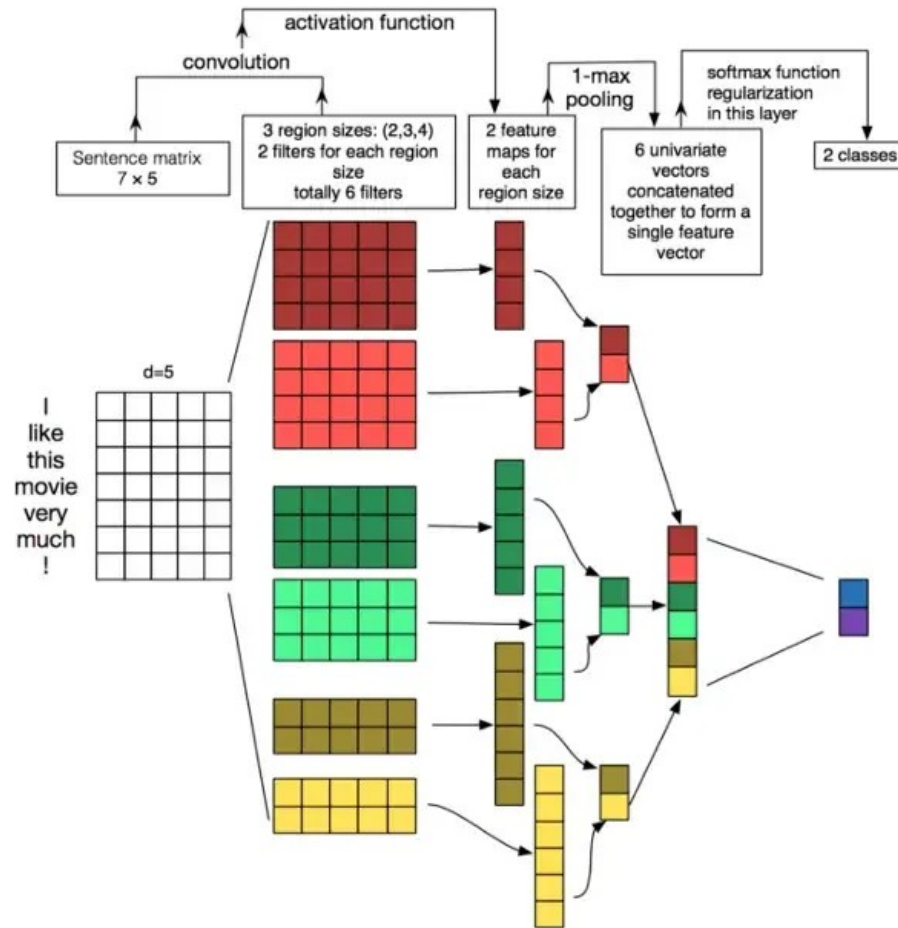 activation function
convolution
1-max
pooling
softmax function
regularization
in this layer
Sentence matrix
7 × 5
3 region sizes: (2,3,4)
2 filters for each region
size
totally 6 filters
2 feature
maps for
each
region size
6 univariate
vectors
concatenated
together to form a
single feature
vector
2 classes
d=5
I
like
this
movie
very
much
!